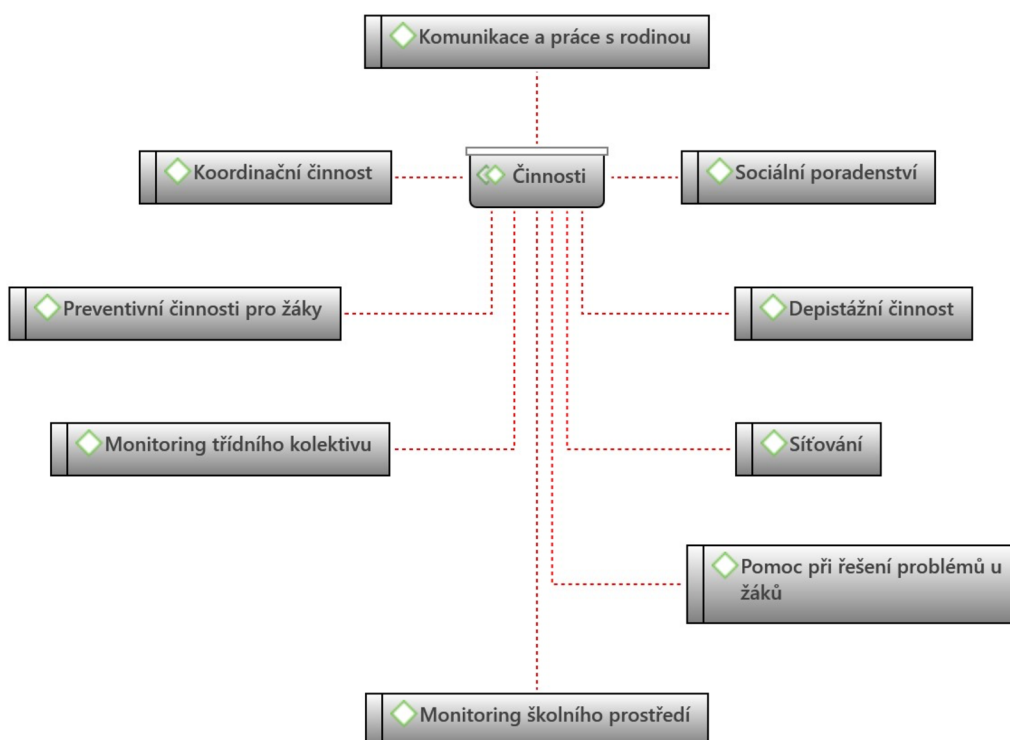 Komunikace a práce s rodinou
Koordinační činnost
Činnosti
Sociální poradenství
Preventivní činnosti pro žáky
Depistážní činnost
Monitoring třídního kolektivu
Síťování
Pomoc při řešení problémů u
žáků
Monitoring školního prostředí